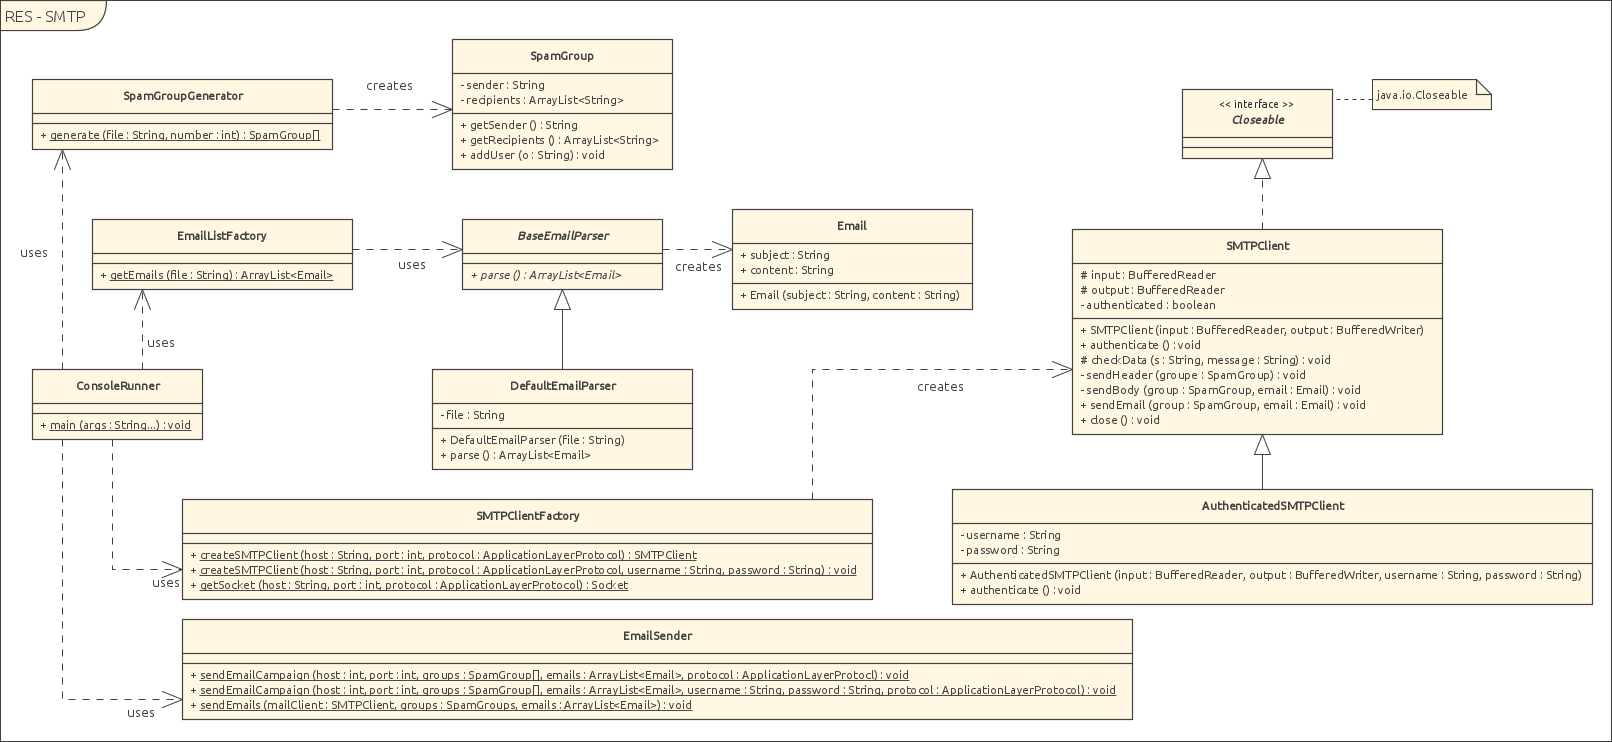 RES - SMTP
SpamGroup
- sender : String
- recipients : ArrayList<String>
+ getSender () : String
+ getRecipients () : ArrayList<String>
+ addUser (o : String) : void
creates
SpamGroupGenerator
+ generate (file : String, number : int) : SpamGroup[]
<< interface >>
Closeable
java.io.Closeable
uses
EmailListFactory
+ getEmails (file : String) : ArrayList<Email>
uses
BaseEmailParser
+ parse () : ArrayList<Email>
creates
Email
+ subject : String
+ content : String
+ Email (subject : String, content : String)
SMTPClient
# input : BufferedReader
# output : BufferedReader
- authenticated : boolean
+ SMTPClient (input : BufferedReader, output : BufferedWriter)
+ authenticate () : void
# checkData (s : String, message : String) : void
- sendHeader (groupe : SpamGroup) : void
- sendBody (group : SpamGroup, email : Email) : void
+ sendEmail (group : SpamGroup, email : Email) : void
+ close () : void
uses
ConsoleRunner
+ main (args : String...) : void
DefaultEmailParser
- file : String
+ DefaultEmailParser (file : String)
+ parse () : ArrayList<Email>
creates
SMTPClientFactory
+ createSMTPClient (host : String, port : int, protocol : ApplicationLayerProtocol) : SMTPClient
+ createSMTPClient (host : String, port : int, protocol : ApplicationLayerProtocol, username : String, password : String) : void
+ getSocket (host : String, port : int, protocol : ApplicationLayerProtocol) : Socket
uses
AuthenticatedSMTPClient
- username : String
- password : String
+ AuthenticatedSMTPClient (input : BufferedReader, output : BufferedWriter, username : String, password : String)
+ authenticate () : void
EmailSender
+ sendEmailCampaign (host : int, port : int, groups : SpamGroup[], emails : ArrayList<Email>, protocol : ApplicationLayerProtocl) : void
+ sendEmailCampaign (host : int, port : int, groups : SpamGroup[], emails : ArrayList<Email>, username : String, password : String, protocol : ApplicationLayerProtocol) : void
+ sendEmails (mailClient : SMTPClient, groups : SpamGroups, emails : ArrayList<Email>) : void
uses